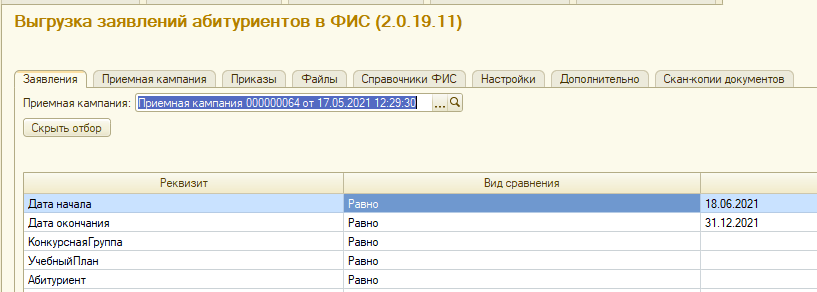 Выгрузка заявлений абитуриентов в ФИС (2.0.19.11)
Заявления Приемная кампания Приказы Файлы Справочники ФИС Настройки Дополнительно Скан-копии документов
Приемная кампания: Приемная кампания 000000064 от 17.05.2021 12:29:30 ...
Скрыть отбор
Реквизит Вид сравнения
Дата начала Равно 18.06.2021
Дата окончания Равно 31.12.2021
КонкурснаяГруппа Равно
УчебныйПлан Равно
Абитуриент Равно